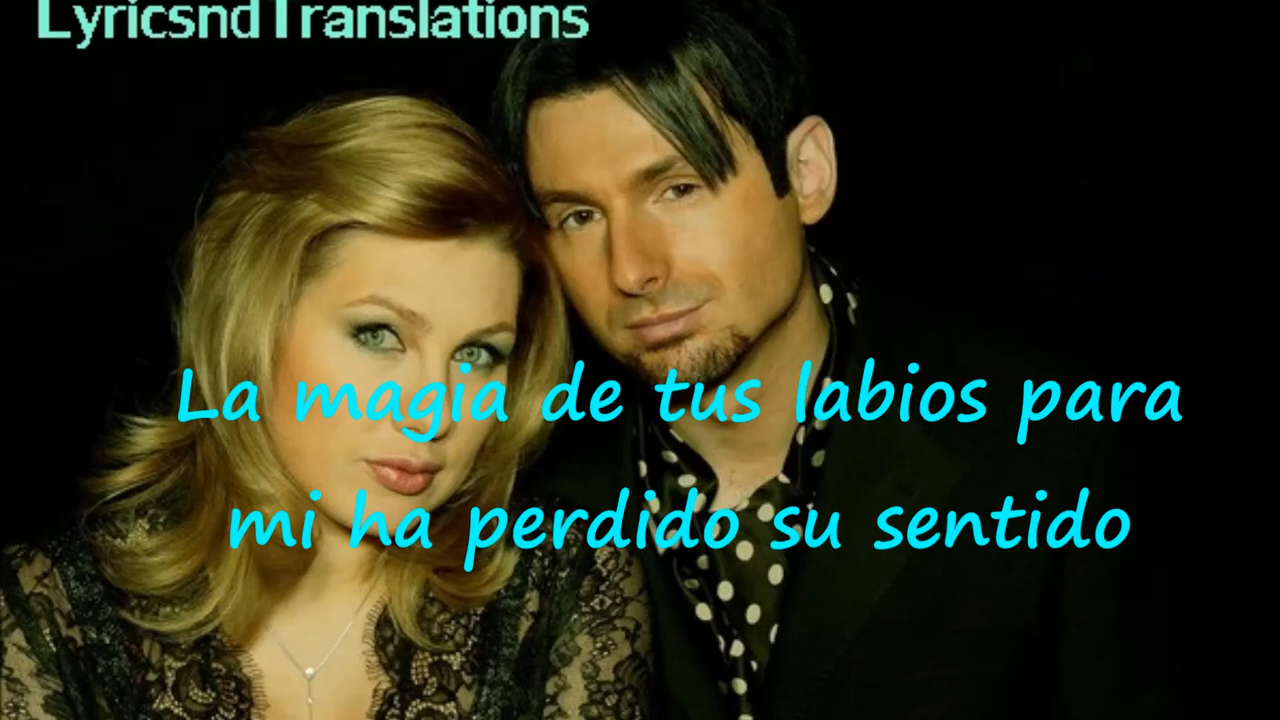 LyricsndTranslations
La magia de tus labios para
mi ha perdido su sentido